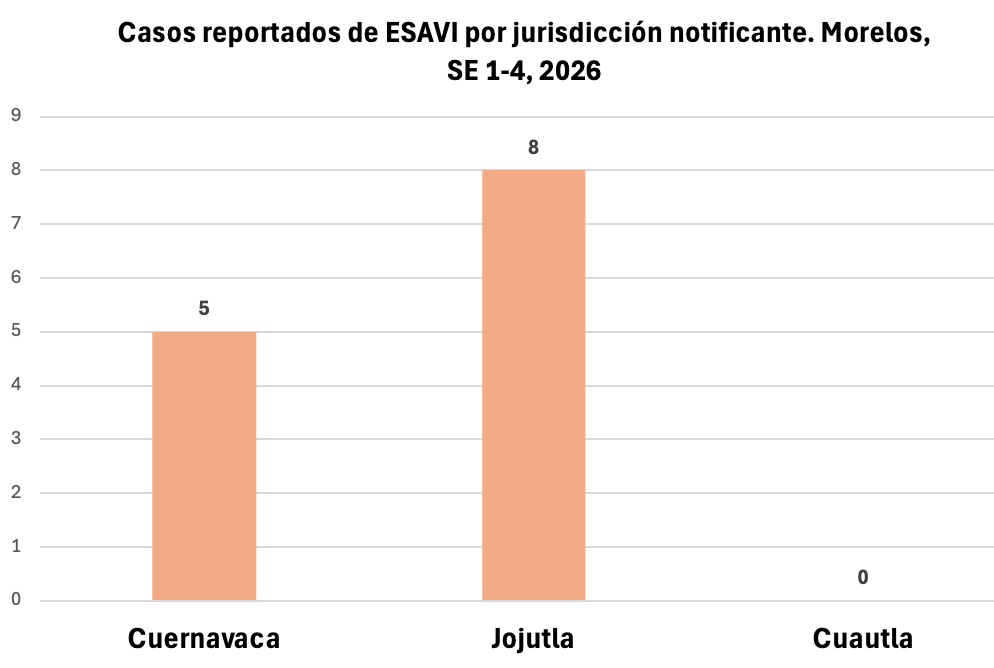 Casos reportados de ESAVI por jurisdicción notificante. Morelos,
SE 1-4, 2026
9
8
7
6
5
4
3
2
1
0
5
8
0
Cuernavaca
Jojutla
Cuautla